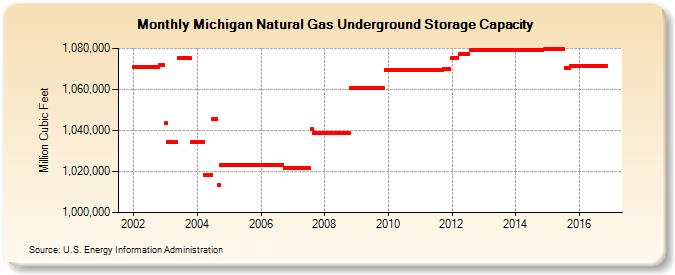 Monthly Michigan Natural Gas Underground Storage Capacity
Million Cubic Feet
1,080,000
1,060,000
1,040,000
1,020,000
1,000,000
2002 2004 2006 2008 2010 2012 2014 2016
Source: U.S. Energy Information Administration